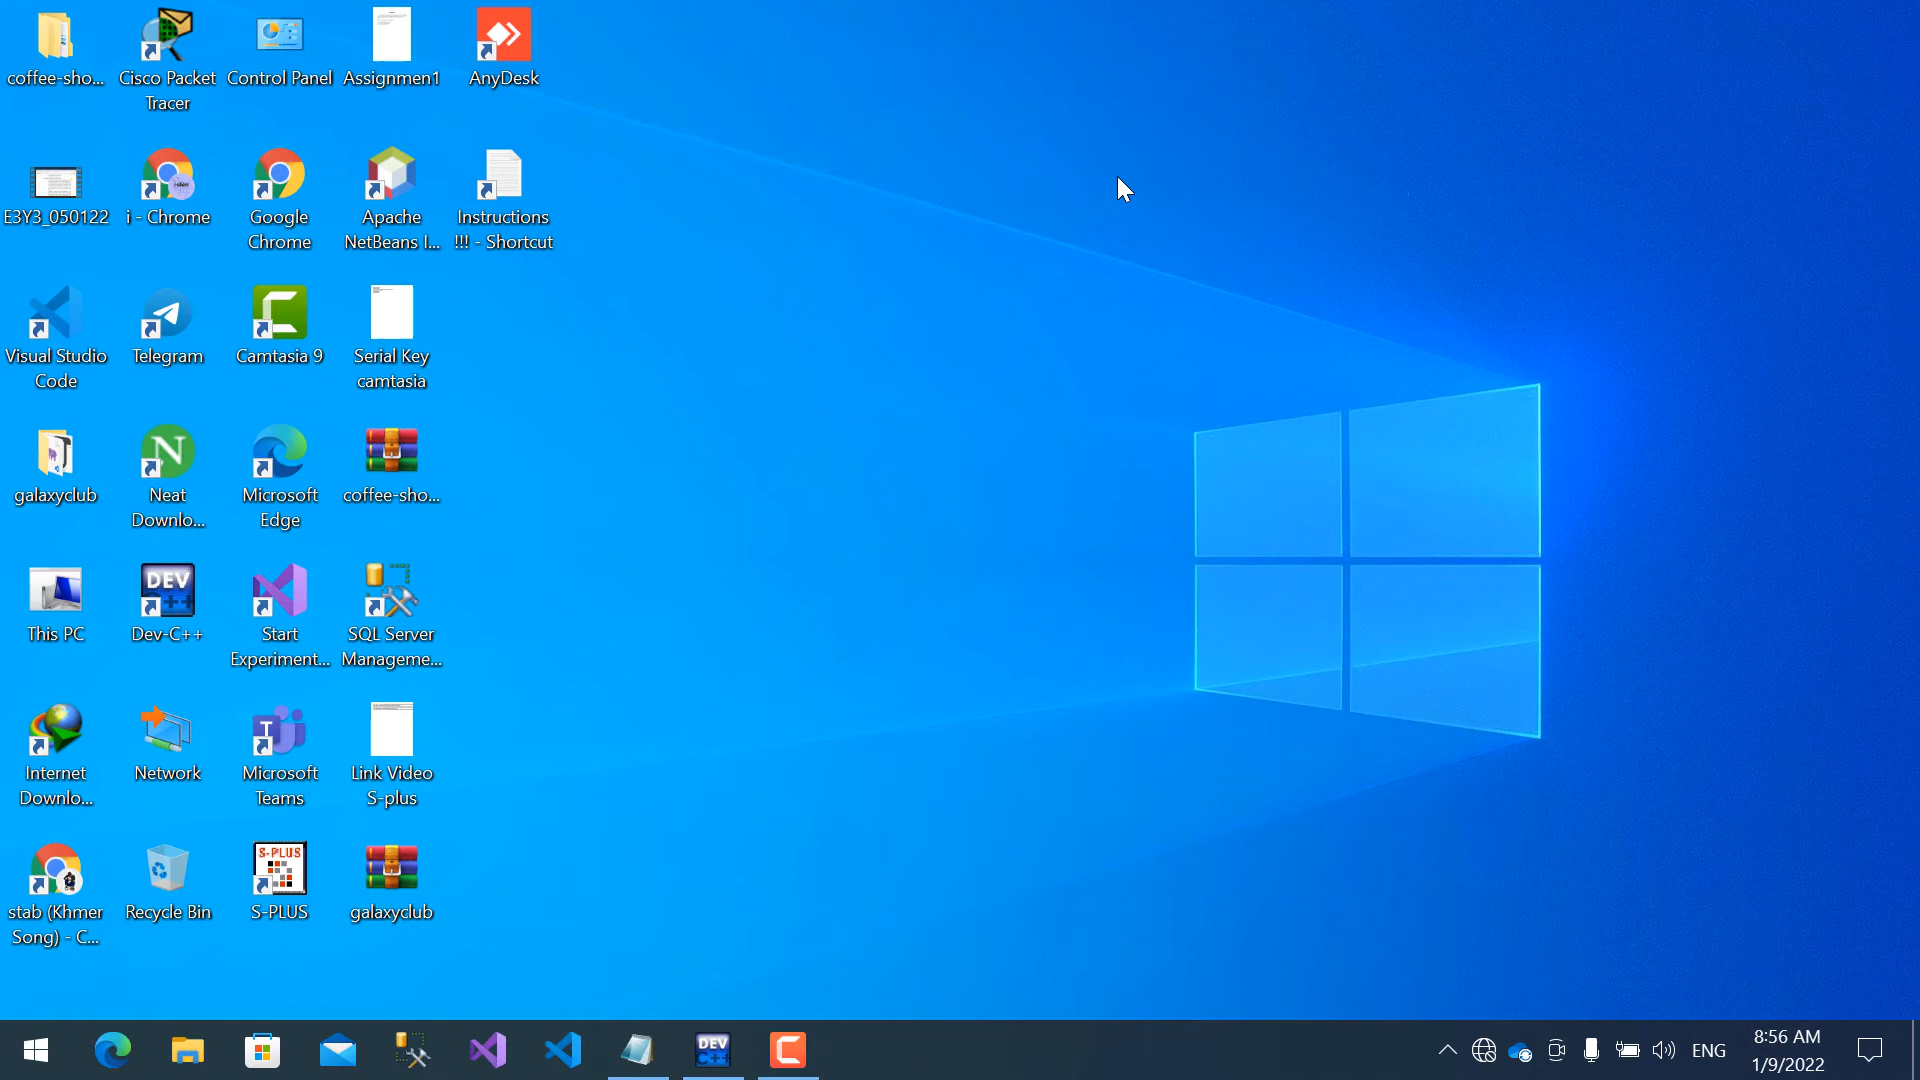 coffee-sho...
Cisco Packet
Tracer
Control Panel
Assignmen1
AnyDesk
E3Y3_050122
i - Chrome
Google
Chrome
Apache
NetBeans I...
Instructions
!!! - Shortcut
Visual Studio
Code
Telegram
Camtasia 9
Serial Key
camtasia
galaxyclub
Neat
Downlo...
Microsoft
Edge
coffee-sho...
This PC
DEV
C++
Dev-C++
Start
Experiment...
SQL Server
Manageme...
Internet
Downlo...
Network
Microsoft
Teams
Link Video
S-plus
stab (Khmer
Song) - C...
Recycle Bin
S-PLUS
S-PLUS
galaxyclub
DEV
C++
ENG
8:56 AM
1/9/2022